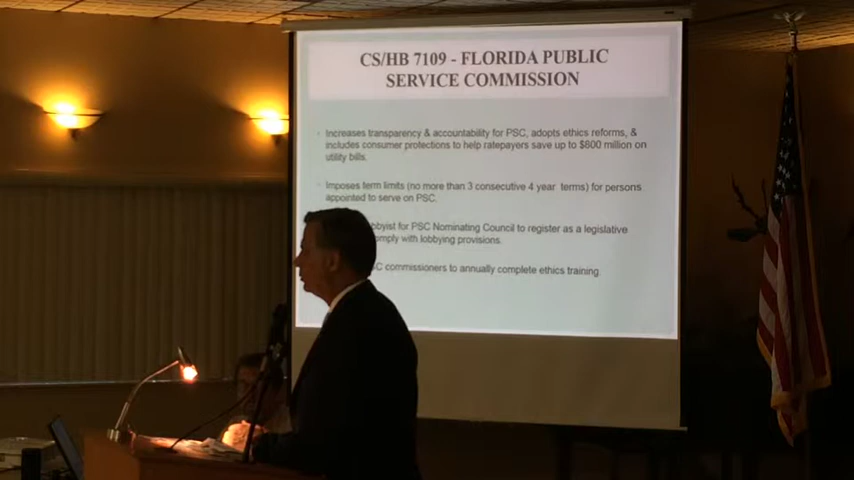 CS/HB 7109 - FLORIDA PUBLIC
SERVICE COMMISSION
Increases transparency & accountability for PSC, adopts ethics reforms, &
includes consumer protections to help ratepayers save up to $800 million on
utility bills.
Imposes term limits (no more than 3 consecutive 4 year terms) for persons
appointed to serve on PSC.
for PSC Nominating Council to register as a legislative
with lobbying provisions.
commissioners to annually complete ethics training.